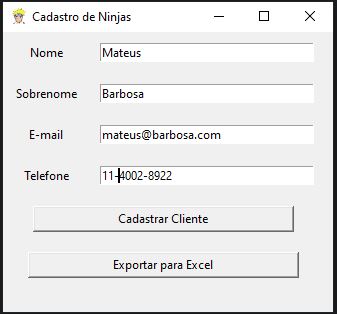 Cadastro de Ninjas
Nome Mateus
Sobrenome Barbosa
E-mail mateus@barbosa.com
Telefone 11-4002-8922
Cadastrar Cliente
Exportar para Excel